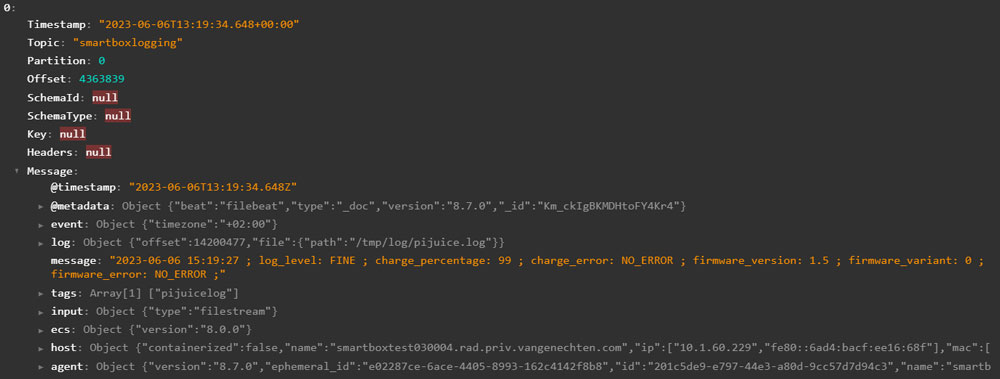 0:
Timestamp: "2023-06-06T13:19:34.648+00:00"
Topic: "smartboxlogging"
Partition: 0
Offset: 4363839
SchemaId: null
SchemaType: null
Key: null
Headers: null
Message:
@timestamp: "2023-06-06T13:19:34.648Z"
@metadata: Object {"beat":"filebeat","type":"_doc","version":"8.7.0","_id":"Km_ckIgBKMDHtoFY4Kr4"}
event: Object {"timezone":"+02:00"}
log: Object {"offset":14200477,"file":{"path":"/tmp/log/pijuice.log"}}
message: "2023-06-06 15:19:27 ; log_level: FINE ; charge_percentage: 99 ; charge_error: NO_ERROR ; firmware_version: 1.5 ; firmware_variant: 0 ;
firmware_error: NO_ERROR ;"
tags: Array[1] ["pijuicelog"]
input: Object {"type":"filestream"}
ecs: Object {"version":"8.0.0"}
host: Object {"containerized":false,"name":"smartboxtest030004.rad.priv.vangenechten.com","ip":["10.1.60.229","fe80::6ad4:bacf:ee16:68f"],"mac":[
agent: Object {"version":"8.7.0","ephemeral_id":"e02287ce-6ace-4405-8993-162c4142f8b8","id":"201c5de9-e797-44e3-a80d-9cc57d7d94c3","name":"smartb